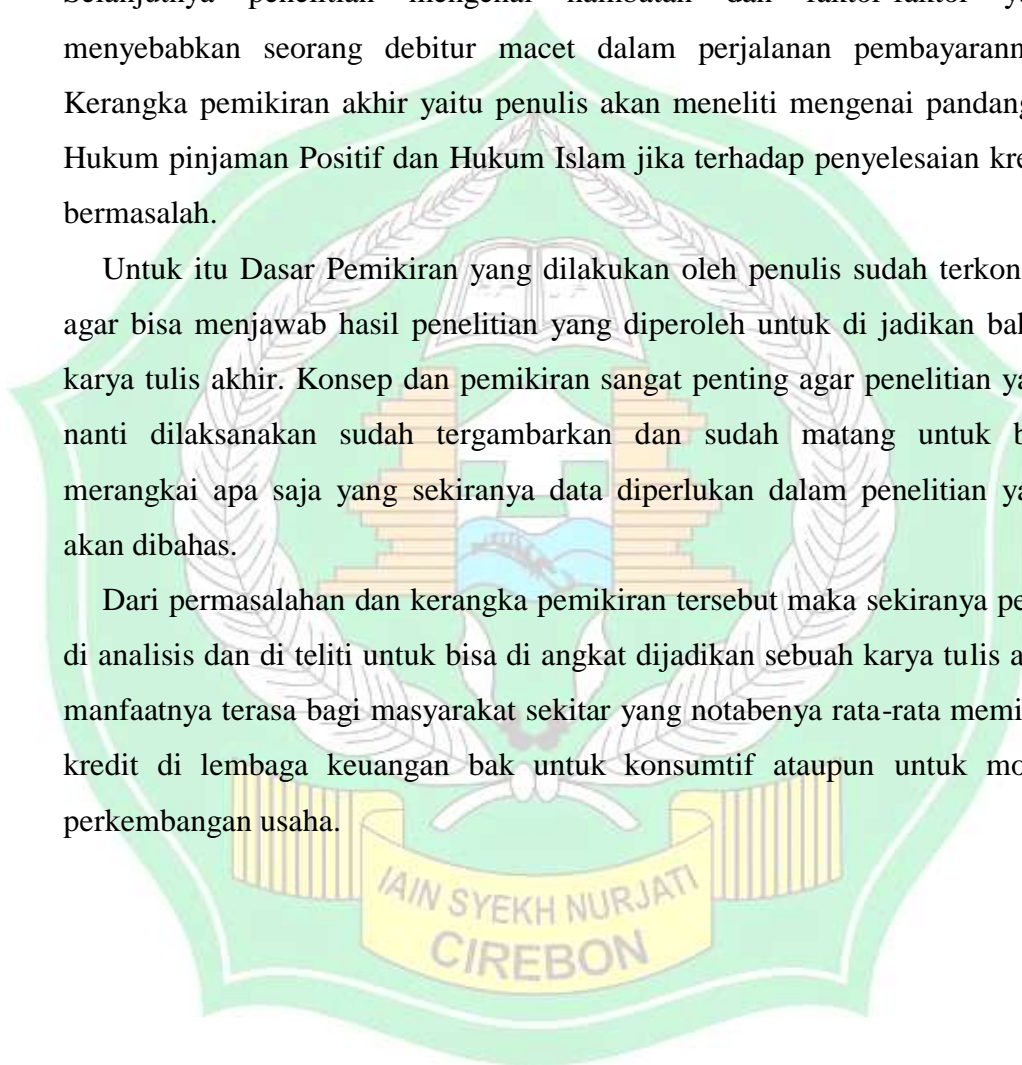 Selanjutnya penelitian mengenai hambatan dan faktor-faktor ya
menyebabkan seorang debitur macet dalam perjalanan pembayarann
Kerangka pemikiran akhir yaitu penulis akan meneliti mengenai pandang
Hukum pinjaman Positif dan Hukum Islam jika terhadap penyelesaian kre
bermasalah.
Untuk itu Dasar Pemikiran yang dilakukan oleh penulis sudah terkon
agar bisa menjawab hasil penelitian yang diperoleh untuk di jadikan bah
karya tulis akhir. Konsep dan pemikiran sangat penting agar penelitian ya
nanti dilaksanakan sudah tergambarkan dan sudah matang untuk b
merangkai apa saja yang sekiranya data diperlukan dalam penelitian ya
akan dibahas.
Dari permasalahan dan kerangka pemikiran tersebut maka sekiranya pe
di analisis dan di teliti untuk bisa di angkat dijadikan sebuah karya tulis a
manfaatnya terasa bagi masyarakat sekitar yang notabenya rata-rata memi
kredit di lembaga keuangan bak untuk konsumtif ataupun untuk mo
perkembangan usaha.
IAIN SYEKH NURJATI
CIREBON